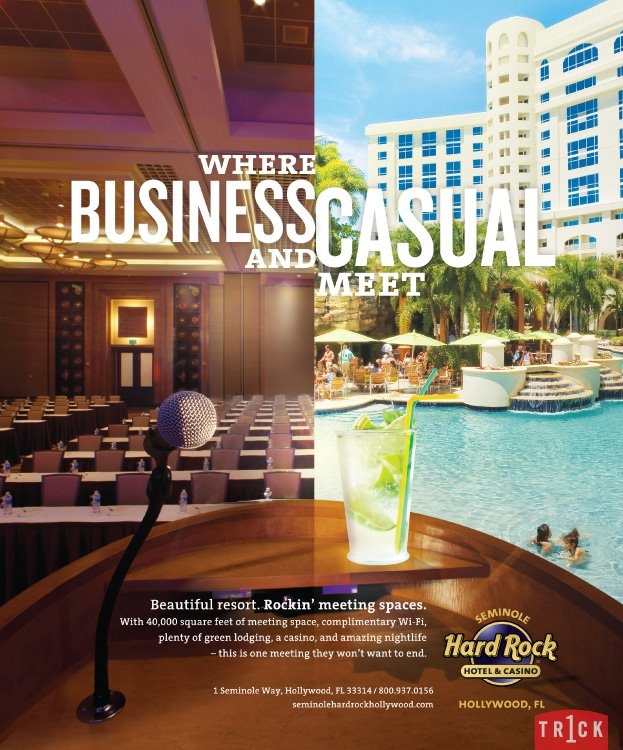 WHERE
BUSINESS
AND
CASUAL
MEET
Beautiful resort. Rockin' meeting spaces.
With 40,000 square feet of meeting space, complimentary Wi-Fi,
plenty of green lodging, a casino, and amazing nightlife
– this is one meeting they won't want to end.
1 Seminole Way, Hollywood, FL 33314 / 800.937.0156
seminolehardrockhollywood.com
SEMINOLE
Hard Rock
HOTEL & CASINO
HOLLYWOOD, FL
TR1CK